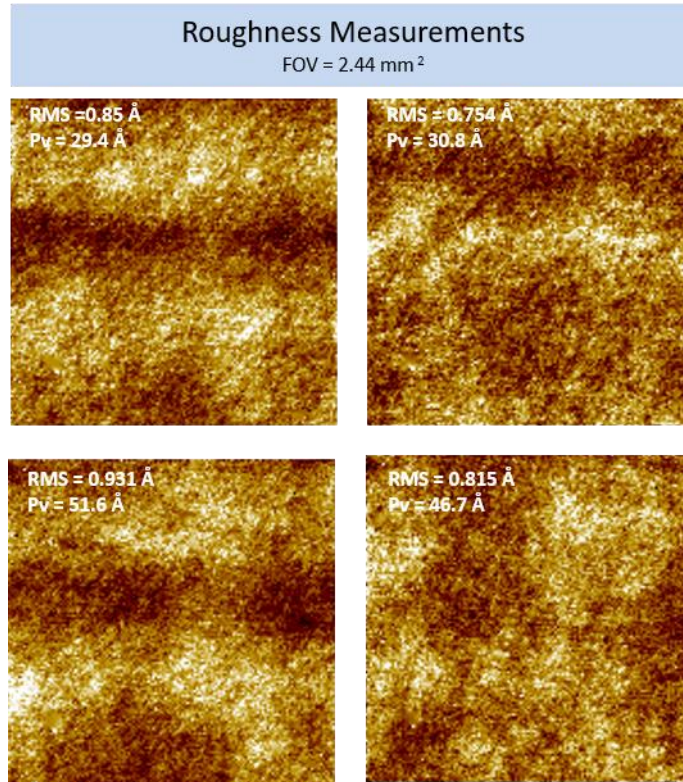 Roughness Measurements
FOV = 2.44 mm ²
RMS =0.85 Å
Pv = 29.4 Å
RMS = 0.754 Å
Pv = 30.8 Å
RMS = 0.931 Å
Pv = 51.6 Å
RMS = 0.815 Å
Pv = 46.7 Å